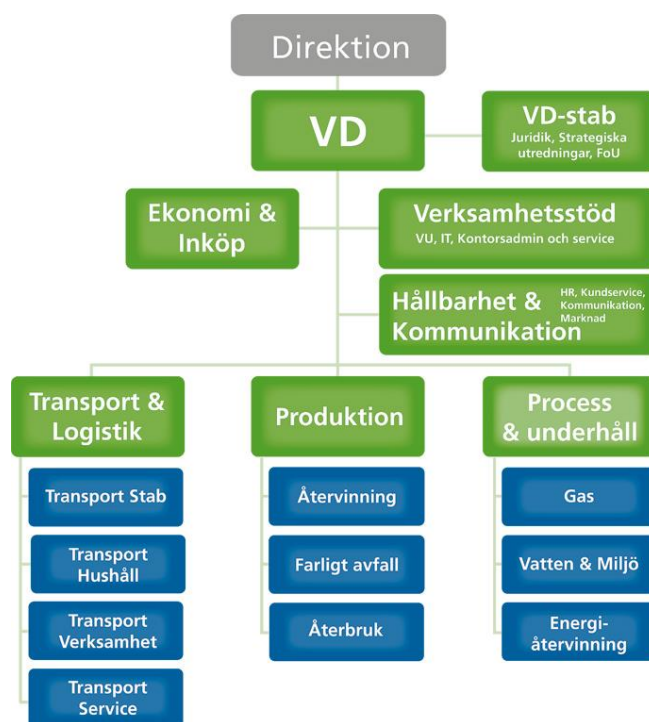 Direktion
VD
VD-stab
Juridik, Strategiska
utredningar, FoU
Ekonomi &
Inköp
Verksamhetsstöd
VU, IT, Kontorsadmin och service
Hållbarhet &
Kommunikation
HR, Kundservice,
Kommunikation,
Marknad
Transport &
Logistik
Transport Stab
Transport
Hushåll
Transport
Verksamhet
Transport
Service
Produktion
Återvinning
Farligt avfall
Återbruk
Process
& underhåll
Gas
Vatten & Miljö
Energi-
återvinning